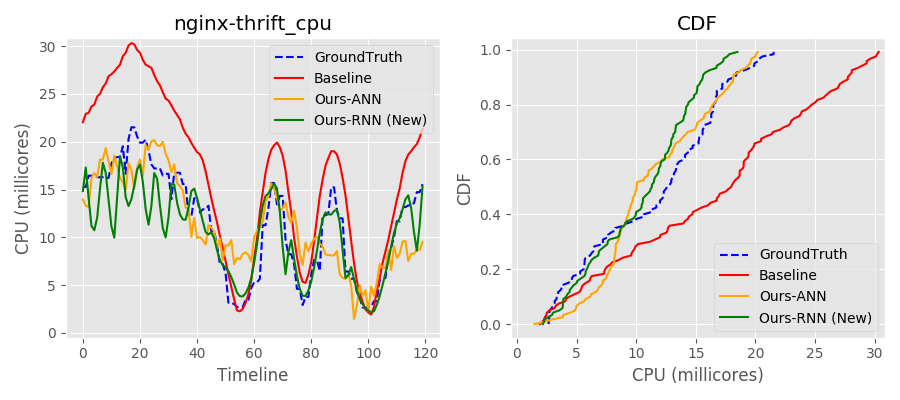 nginx-thrift_cpu
CPU (millicores)
30
25
20
15
10
5
0
GroundTruth
Baseline
Ours-ANN
Ours-RNN (New)
0 20 40 60 80 100 120
Timeline
CDF
CDF
1.0
0.8
0.6
0.4
0.2
0.0
GroundTruth
Baseline
Ours-ANN
Ours-RNN (New)
0 5 10 15 20 25 30
CPU (millicores)